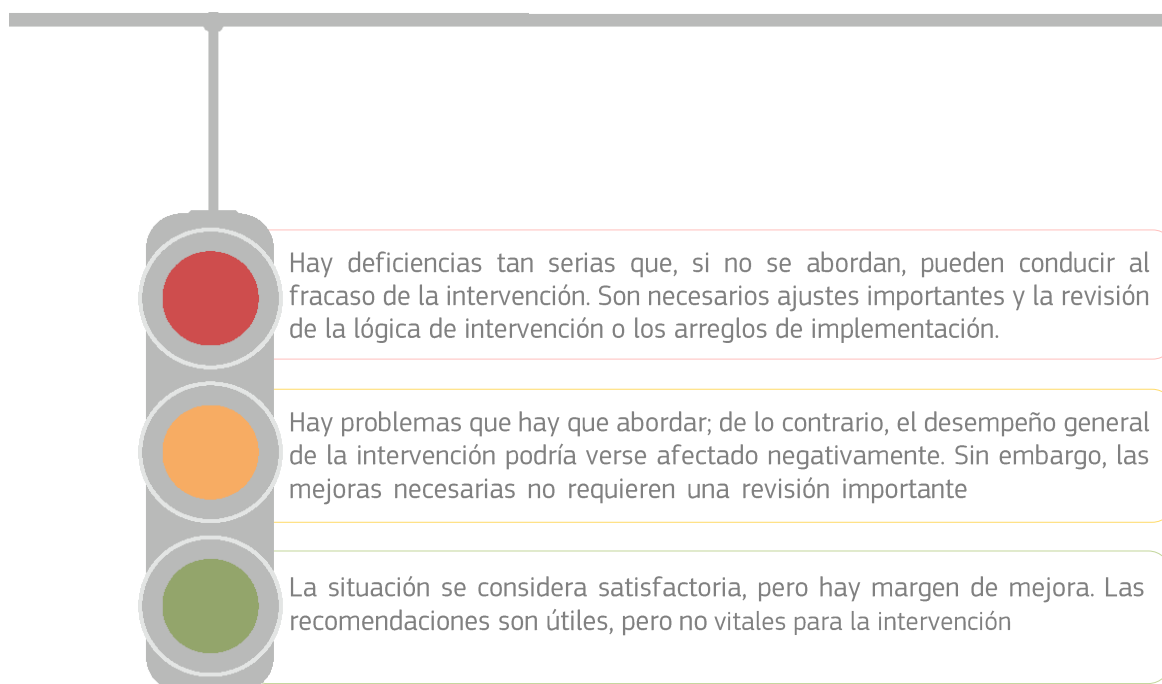 Hay deficiencias tan serias que, si no se abordan, pueden conducir al
fracaso de la intervención. Son necesarios ajustes importantes y la revisión
de la lógica de intervención o los arreglos de implementación.
Hay problemas que hay que abordar; de lo contrario, el desempeño general
de la intervención podría verse afectado negativamente. Sin embargo, las
mejoras necesarias no requieren una revisión importante
La situación se considera satisfactoria, pero hay margen de mejora. Las
recomendaciones son útiles, pero no vitales para la intervención